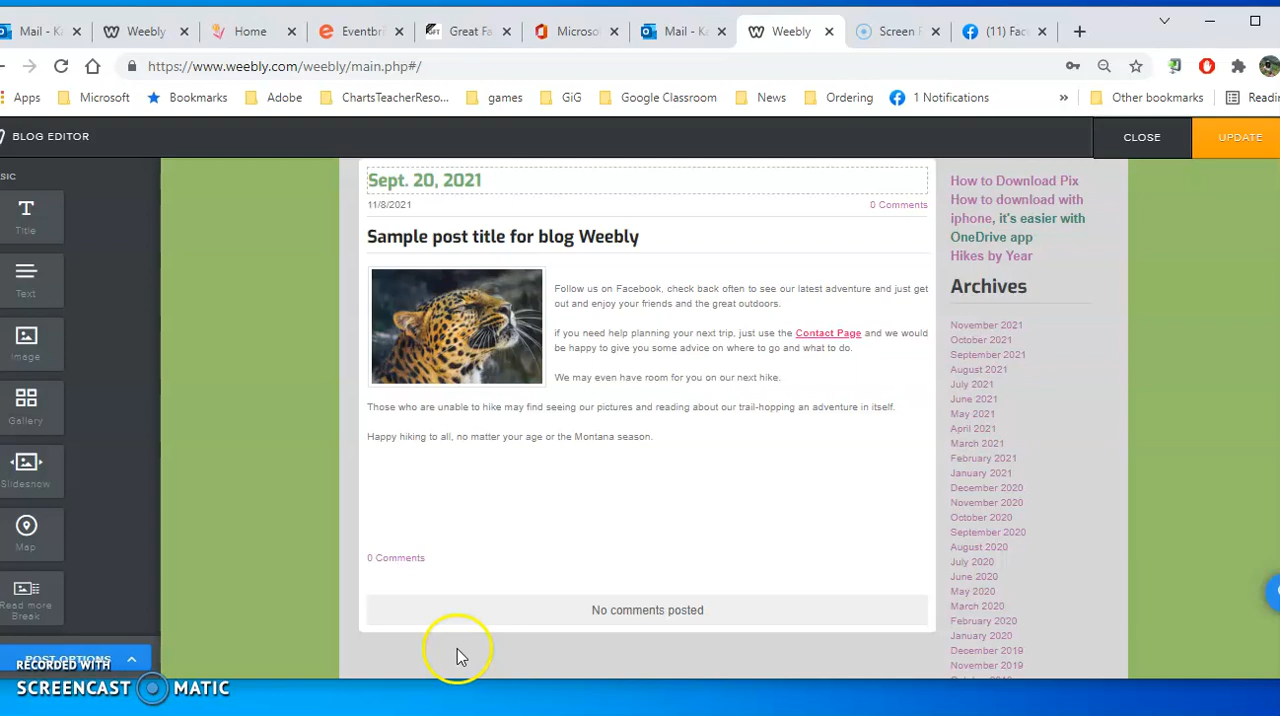 Mail - K
Weebly
Home
Eventbri
Great Fa
Microso
Mail - K
Weebly
Screen R
(11) Fac
https://www.weebly.com/weebly/main.php#/
Apps
Microsoft
Bookmarks
Adobe
ChartsTeacherReso...
games
GiG
Google Classroom
News
Ordering
1 Notifications
»
Other bookmarks
Readin
BLOG EDITOR
CLOSE
UPDATE
SIC
Title
Text
Image
Gallery
Slideshow
Map
Read more
Break
POST OPTIONS
RECORDED WITH
SCREENCAST MATIC
Sept. 20, 2021
11/8/2021
0 Comments
Sample post title for blog Weebly
Follow us on Facebook, check back often to see our latest adventure and just get
out and enjoy your friends and the great outdoors.
if you need help planning your next trip, just use the Contact Page and we would
be happy to give you some advice on where to go and what to do.
We may even have room for you on our next hike.
Those who are unable to hike may find seeing our pictures and reading about our trail-hopping an adventure in itself.
Happy hiking to all, no matter your age or the Montana season.
0 Comments
No comments posted
How to Download Pix
How to download with
iphone, it's easier with
OneDrive app
Hikes by Year
Archives
November 2021
October 2021
September 2021
August 2021
July 2021
June 2021
May 2021
April 2021
March 2021
February 2021
January 2021
December 2020
November 2020
October 2020
September 2020
August 2020
July 2020
June 2020
May 2020
March 2020
February 2020
January 2020
December 2019
November 2019